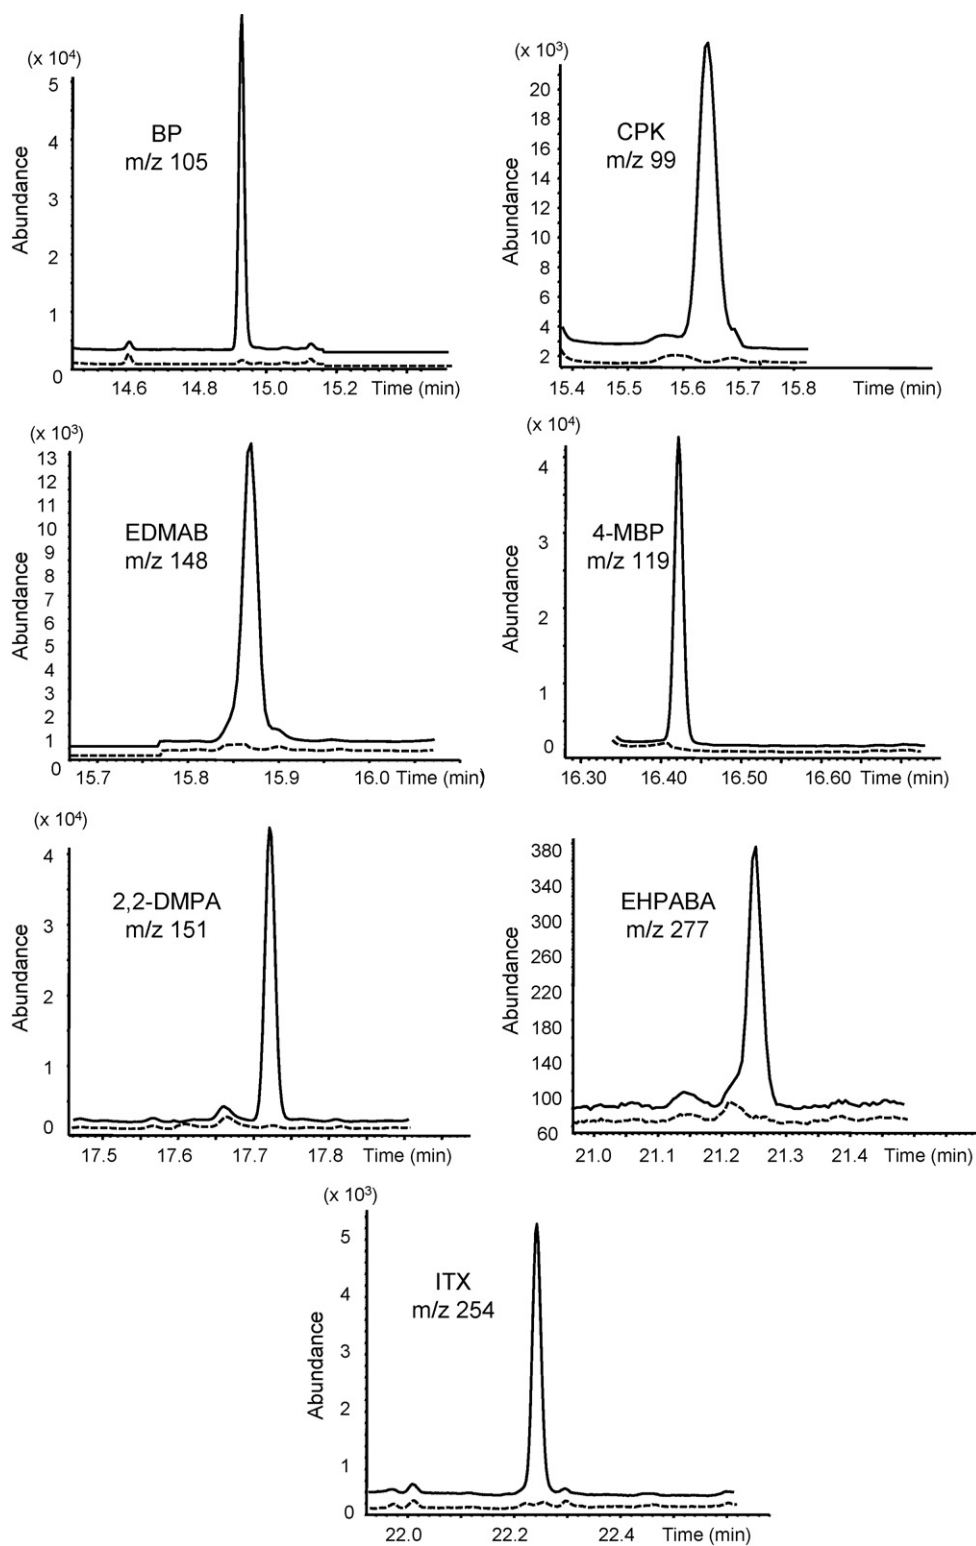 (x 10⁴)
5
4
3
2
1
0
Abundance
BP
m/z 105
14.6 14.8 15.0 15.2 Time (min)
(x 10³)
20
18
16
14
12
10
8
6
4
2
Abundance
CPK
m/z 99
15.4 15.5 15.6 15.7 15.8 Time (min)
(x 10³)
13
12
11
10
9
8
7
6
5
4
3
2
1
0
Abundance
EDMAB
m/z 148
15.7 15.8 15.9 16.0 Time (min)
(x 10⁴)
4
3
2
1
0
Abundance
4-MBP
m/z 119
16.30 16.40 16.50 16.60 Time (min)
(x 10⁴)
4
3
2
1
0
Abundance
2,2-DMPA
m/z 151
17.5 17.6 17.7 17.8 Time (min)
380
340
300
260
220
180
140
100
60
Abundance
EHPABA
m/z 277
21.0 21.1 21.2 21.3 21.4 Time (min)
(x 10³)
5
4
3
2
1
0
Abundance
ITX
m/z 254
22.0 22.2 22.4 Time (min)